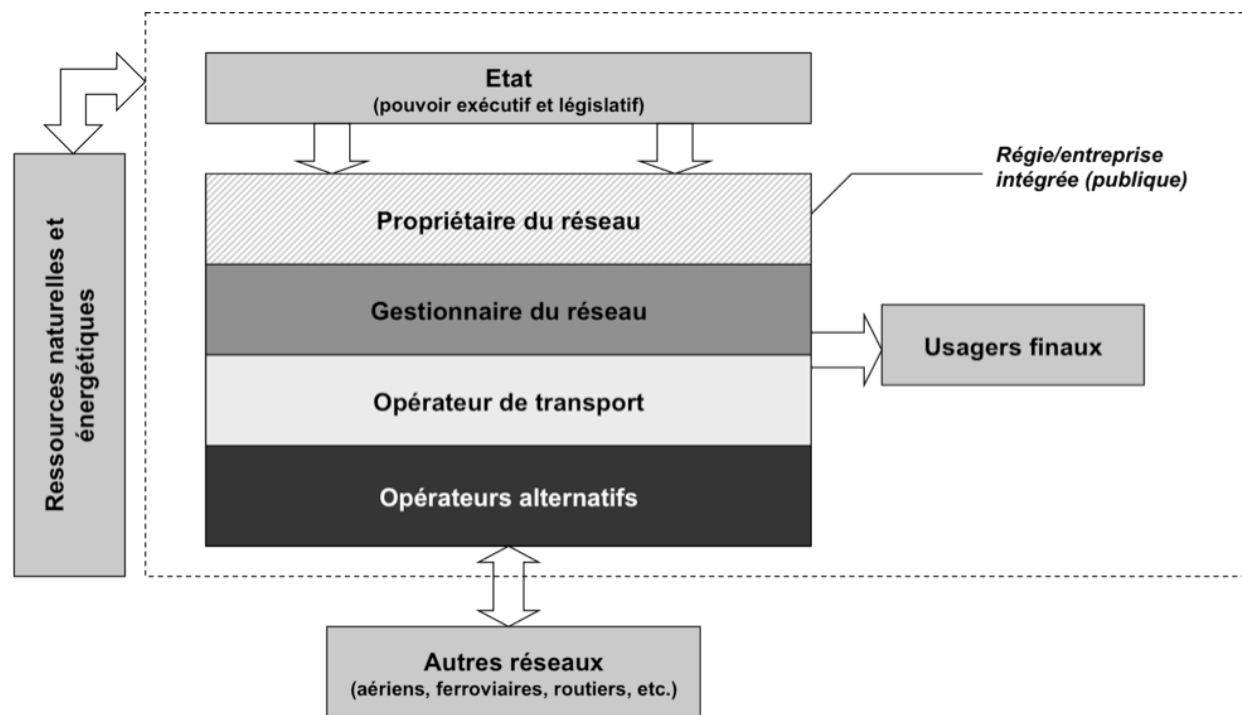 Etat
(pouvoir exécutif et législatif)
Régie/entreprise
intégrée (publique)
Propriétaire du réseau
Gestionnaire du réseau
Usagers finaux
Opérateur de transport
Opérateurs alternatifs
Ressources naturelles et
énergétiques
Autres réseaux
(aériens, ferroviaires, routiers, etc.)